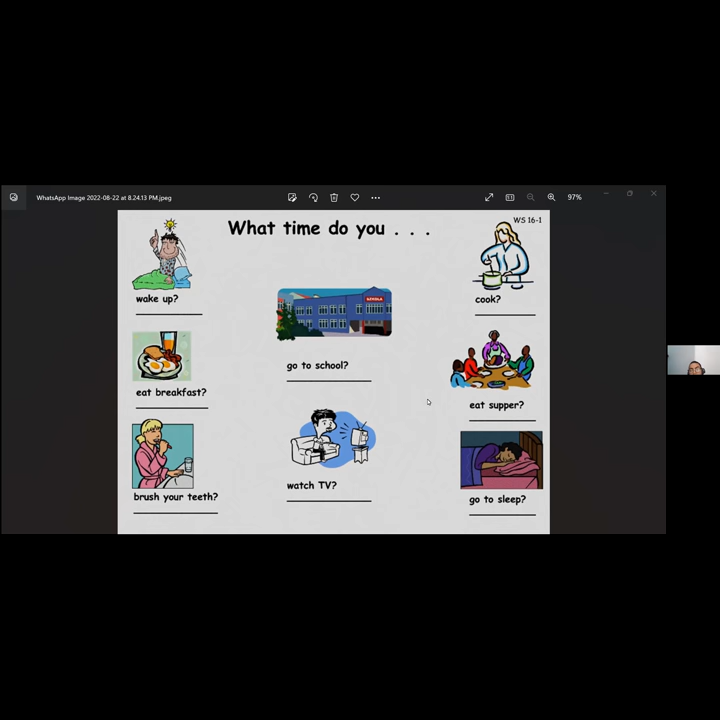 WhatsApp Image 2022-08-22 at 8.24.13 PM.jpeg
97%
WS 16-1
What time do you . . .
wake up?
cook?
go to school?
eat breakfast?
eat supper?
watch TV?
brush your teeth?
go to sleep?